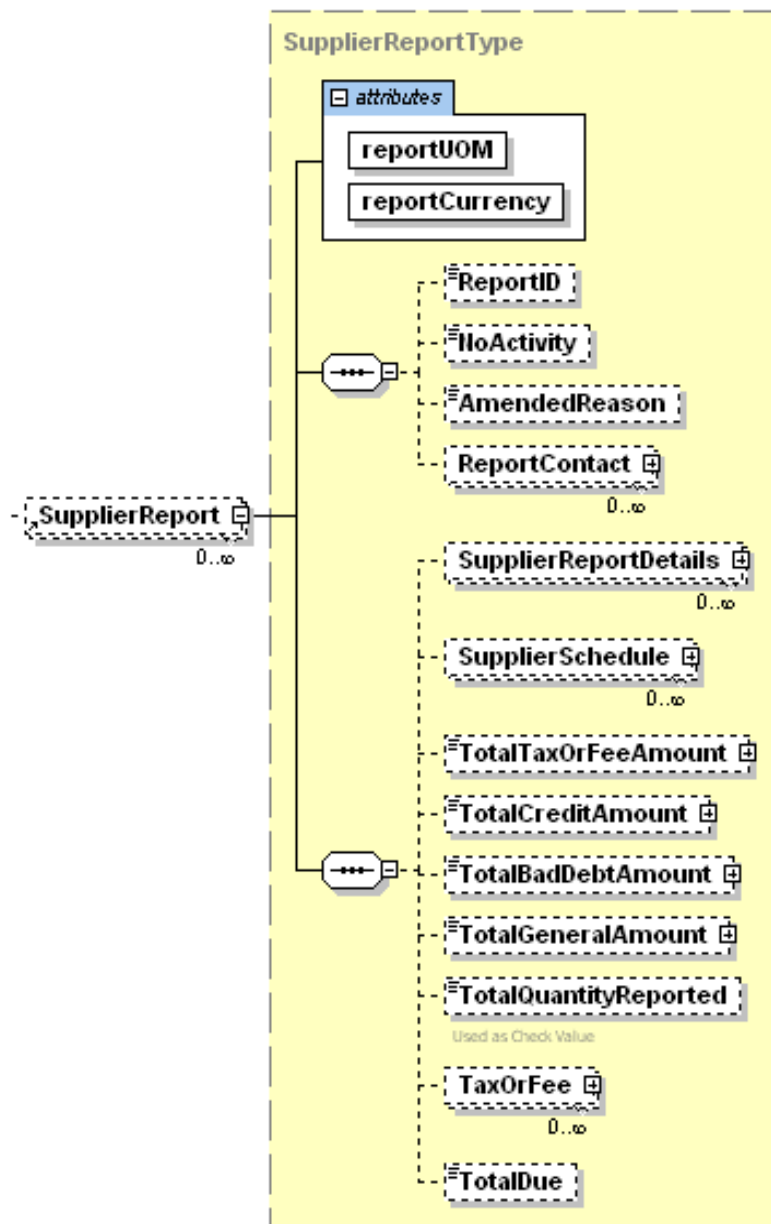 SupplierReportType
attributes
reportUOM
reportCurrency
ReportID
NoActivity
AmendedReason
ReportContact
0..∞
SupplierReport
0..∞
SupplierReportDetails
0..∞
SupplierSchedule
0..∞
TotalTaxOrFeeAmount
TotalCreditAmount
TotalBadDebtAmount
TotalGeneralAmount
TotalQuantityReported
Used as Check Value
TaxOrFee
0..∞
TotalDue